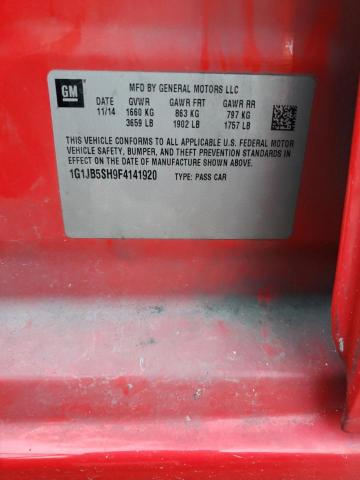 GM
MFD BY GENERAL MOTORS LLC
DATE GVWR GAWR FRT GAWR RR
11/14 1660 KG 863 KG 797 KG
3659 LB 1902 LB 1757 LB
THIS VEHICLE CONFORMS TO ALL APPLICABLE U.S. FEDERAL MOTOR
VEHICLE SAFETY, BUMPER, AND THEFT PREVENTION STANDARDS IN
EFFECT ON THE DATE OF MANUFACTURE SHOWN ABOVE.
1G1JB5SH9F4141920 TYPE: PASS CAR